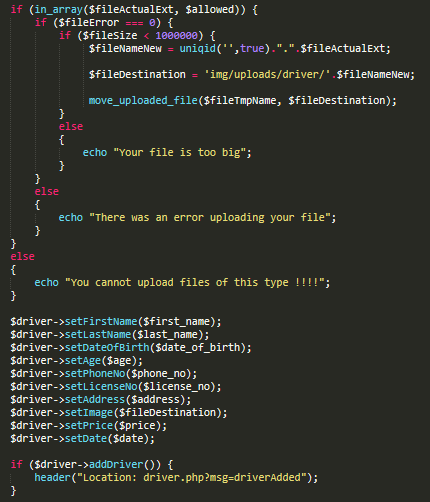 if (in_array($fileActualExt, $allowed)) {
if ($fileError === 0) {
if ($fileSize < 1000000) {
$fileNameNew = uniqid('',true).".".$fileActualExt;
$fileDestination = 'img/uploads/driver/'.$fileNameNew;
move_uploaded_file($fileTmpName, $fileDestination);
}
else
{
echo "Your file is too big";
}
}
else
{
echo "There was an error uploading your file";
}
}
else
{
echo "You cannot upload files of this type !!!!";
}
$driver->setFirstName($first_name);
$driver->setLastName($last_name);
$driver->setDateOfBirth($date_of_birth);
$driver->setAge($age);
$driver->setPhoneNo($phone_no);
$driver->setLicenseNo($license_no);
$driver->setAddress($address);
$driver->setImage($fileDestination);
$driver->setPrice($price);
$driver->setDate($date);
if ($driver->addDriver()) {
header("Location: driver.php?msg=driverAdded");
}